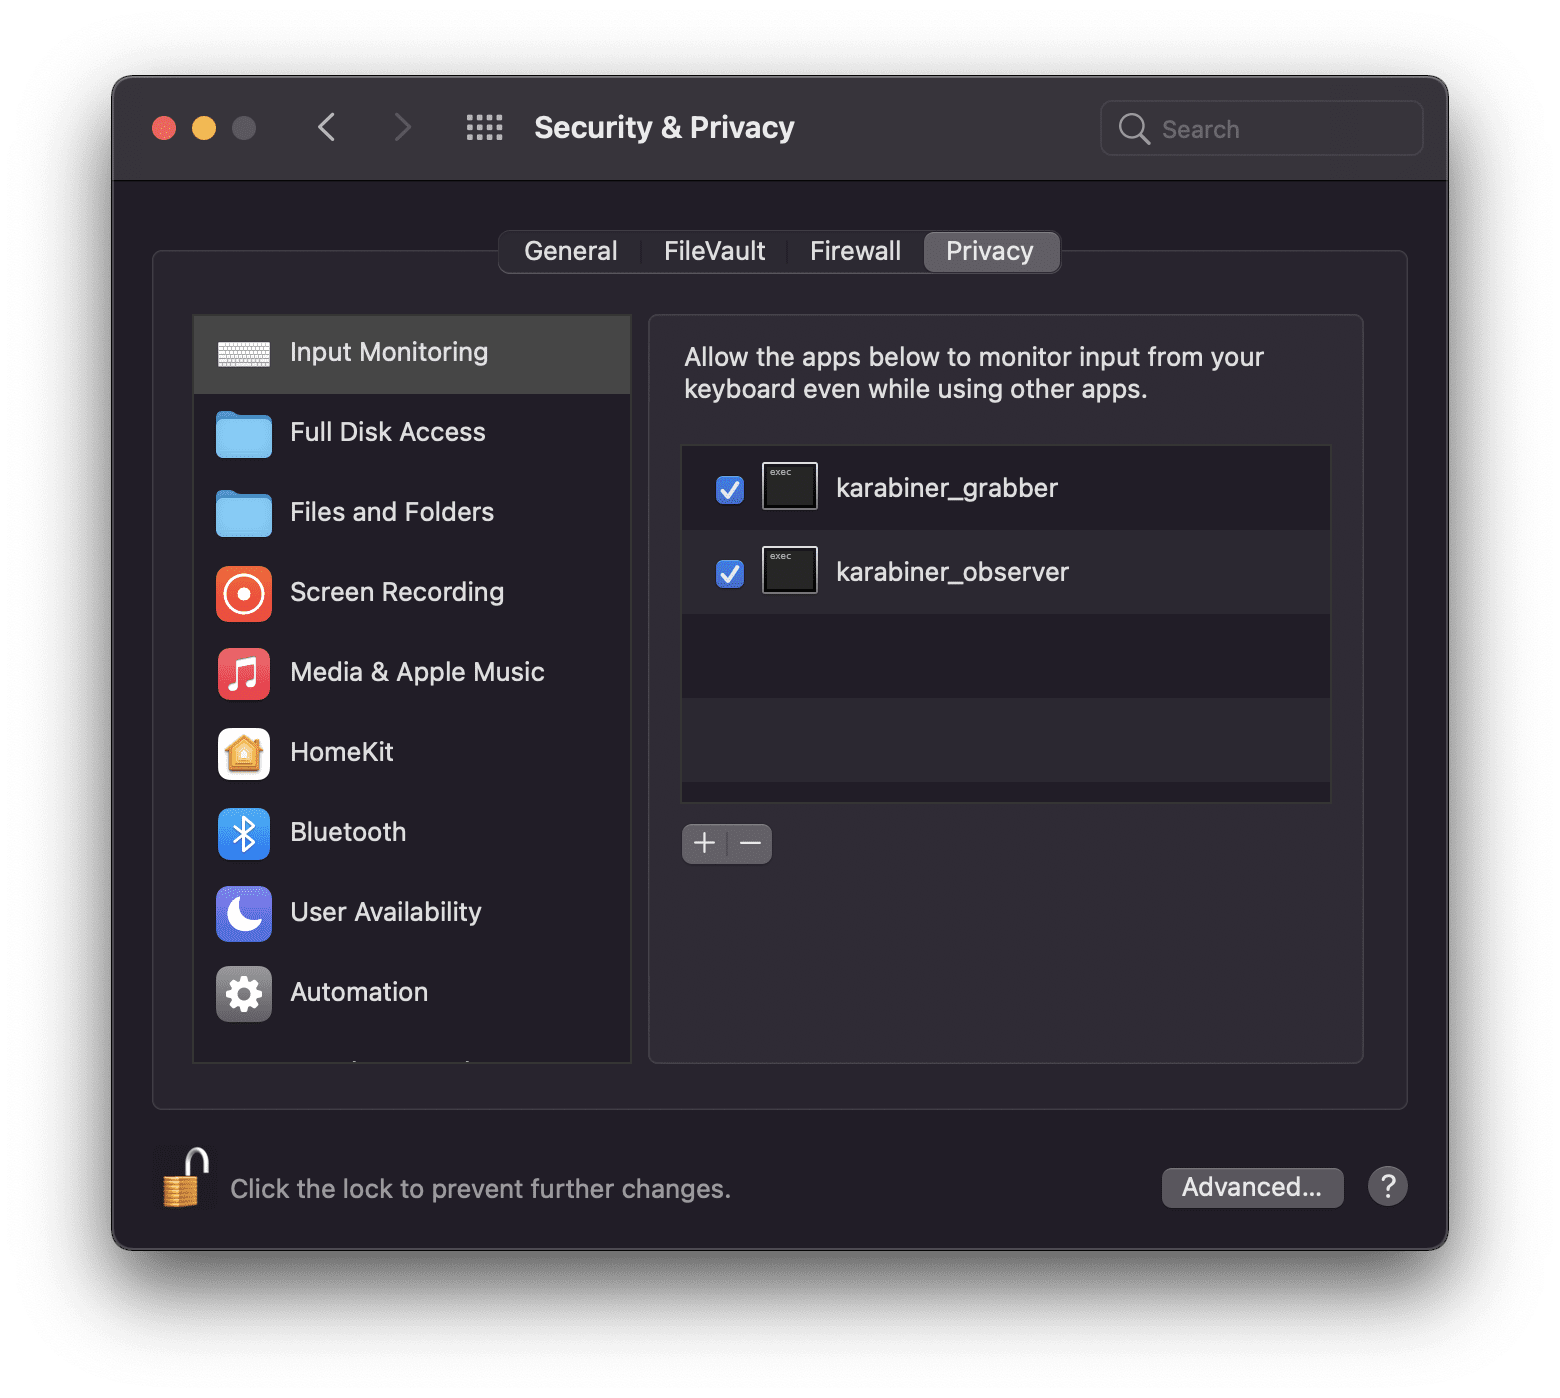 Security & Privacy
Search
General
FileVault
Firewall
Privacy
Input Monitoring
Full Disk Access
Files and Folders
Screen Recording
Media & Apple Music
HomeKit
Bluetooth
User Availability
Automation
Allow the apps below to monitor input from your
keyboard even while using other apps.
exec
karabiner_grabber
exec
karabiner_observer
Click the lock to prevent further changes.
Advanced...
?